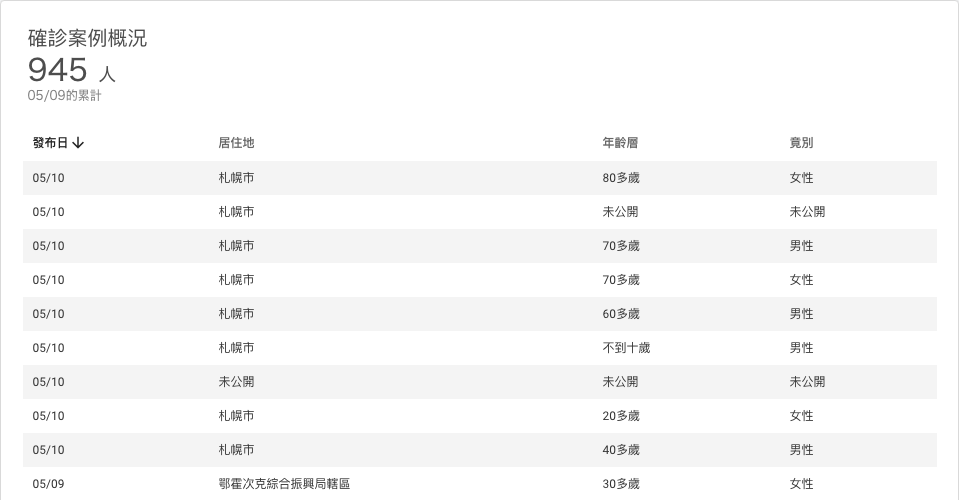 確診案例概況
945 人
05/09的累計
發布日 居住地 年齡層 竟別
05/10 札幌市 80多歲 女性
05/10 札幌市 未公開 未公開
05/10 札幌市 70多歲 男性
05/10 札幌市 70多歲 女性
05/10 札幌市 60多歲 男性
05/10 札幌市 不到十歲 男性
05/10 未公開 未公開 未公開
05/10 札幌市 20多歲 女性
05/10 札幌市 40多歲 男性
05/09 鄂霍次克綜合振興局轄區 30多歲 女性